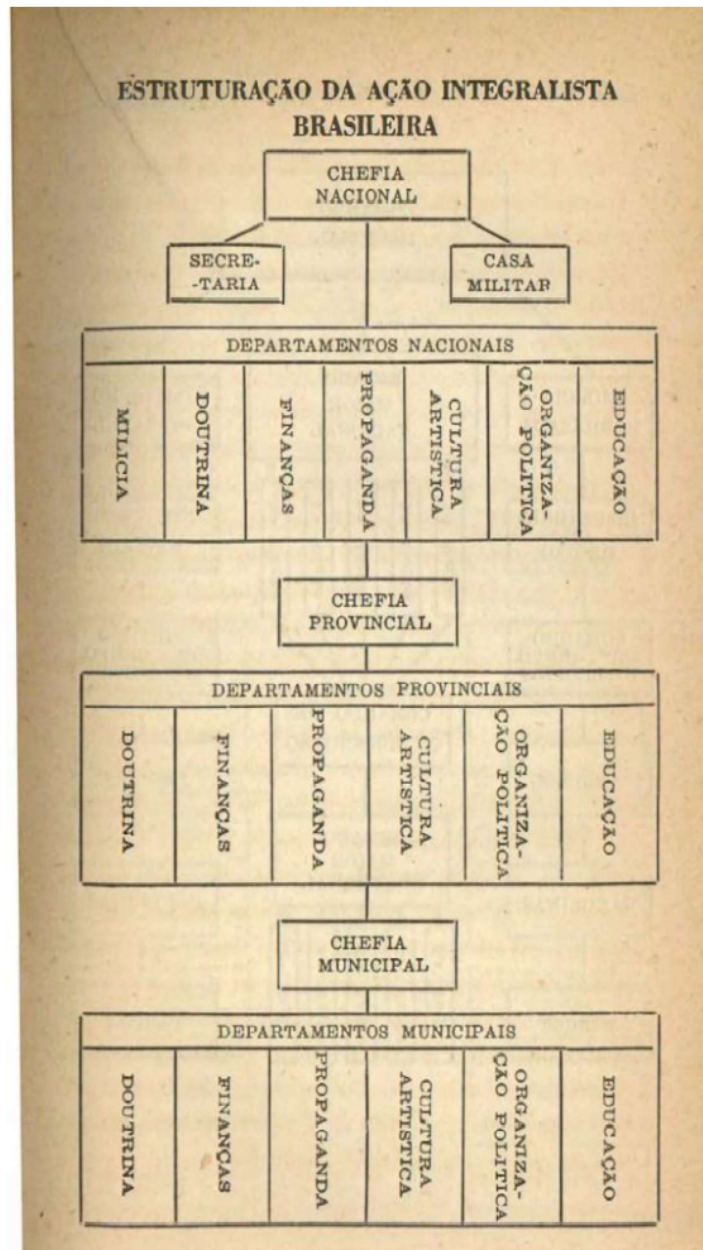 ESTRUTURAÇÃO DA AÇÃO INTEGRALISTA
BRASILEIRA
CHEFIA
NACIONAL
SECRE-
-TARIA
CASA
MILITAR
DEPARTAMENTOS NACIONAIS
MILICIA
DOUTRINA
FINANÇAS
PROPAGANDA
CULTURA
ARTISTICA
ORGANIZA-
ÇÃO POLITICA
EDUCAÇÃO
CHEFIA
PROVINCIAL
DEPARTAMENTOS PROVINCIAIS
DOUTRINA
FINANÇAS
PROPAGANDA
CULTURA
ARTISTICA
ORGANIZA-
ÇÃO POLITICA
EDUCAÇÃO
CHEFIA
MUNICIPAL
DEPARTAMENTOS MUNICIPAIS
DOUTRINA
FINANÇAS
PROPAGANDA
CULTURA
ARTISTICA
ORGANIZA-
ÇÃO POLITICA
EDUCAÇÃO